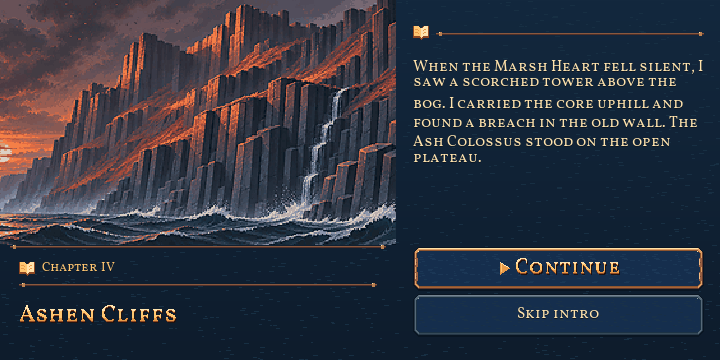 Chapter IV
Ashen Cliffs
When the Marsh Heart fell silent, I
saw a scorched tower above the
bog. I carried the core uphill and
found a breach in the old wall. The
Ash Colossus stood on the open
plateau.
Continue
Skip intro